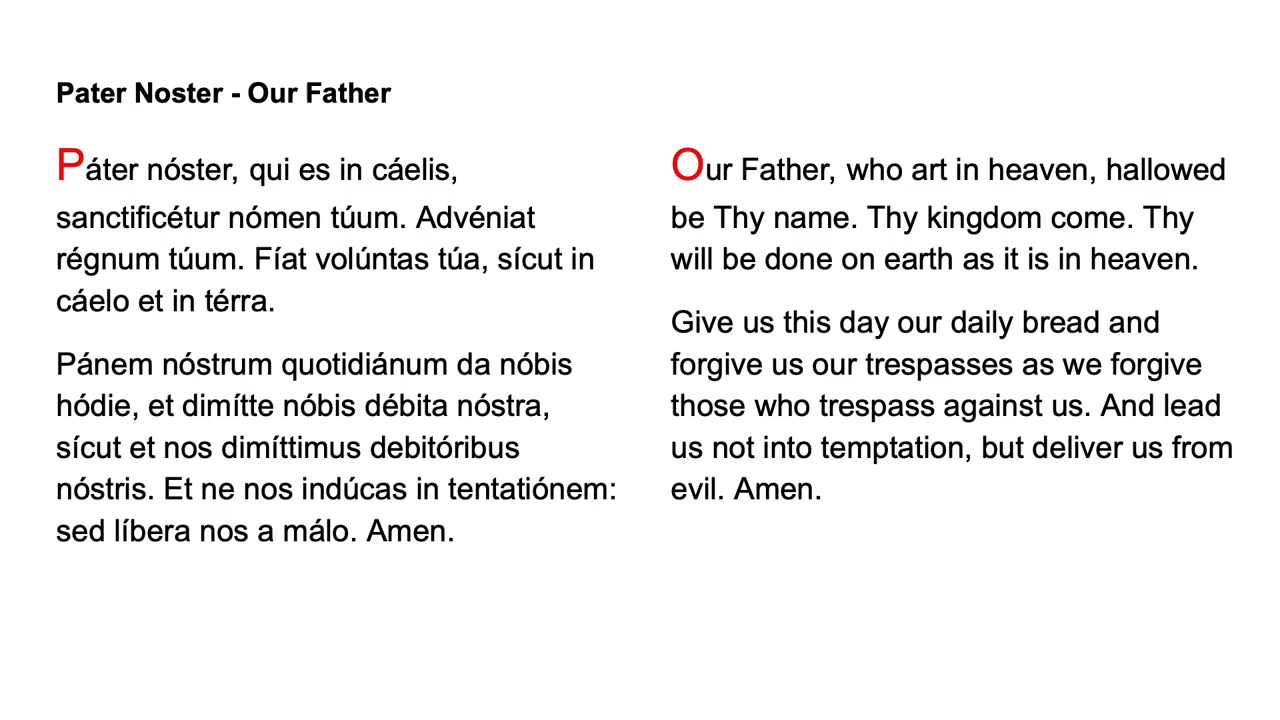 Pater Noster - Our Father
Páter nóster, qui es in cáelis,
sanctificétur nómen túum. Advéniat
régnum túum. Fíat volúntas túa, sícut in
cáelo et in térra.
Pánem nóstrum quotidiánum da nóbis
hódie, et dimítte nóbis débita nóstra,
sícut et nos dimíttimus debitóribus
nóstris. Et ne nos indúcas in tentatiónem:
sed líbera nos a málo. Amen.
Our Father, who art in heaven, hallowed
be Thy name. Thy kingdom come. Thy
will be done on earth as it is in heaven.
Give us this day our daily bread and
forgive us our trespasses as we forgive
those who trespass against us. And lead
us not into temptation, but deliver us from
evil. Amen.